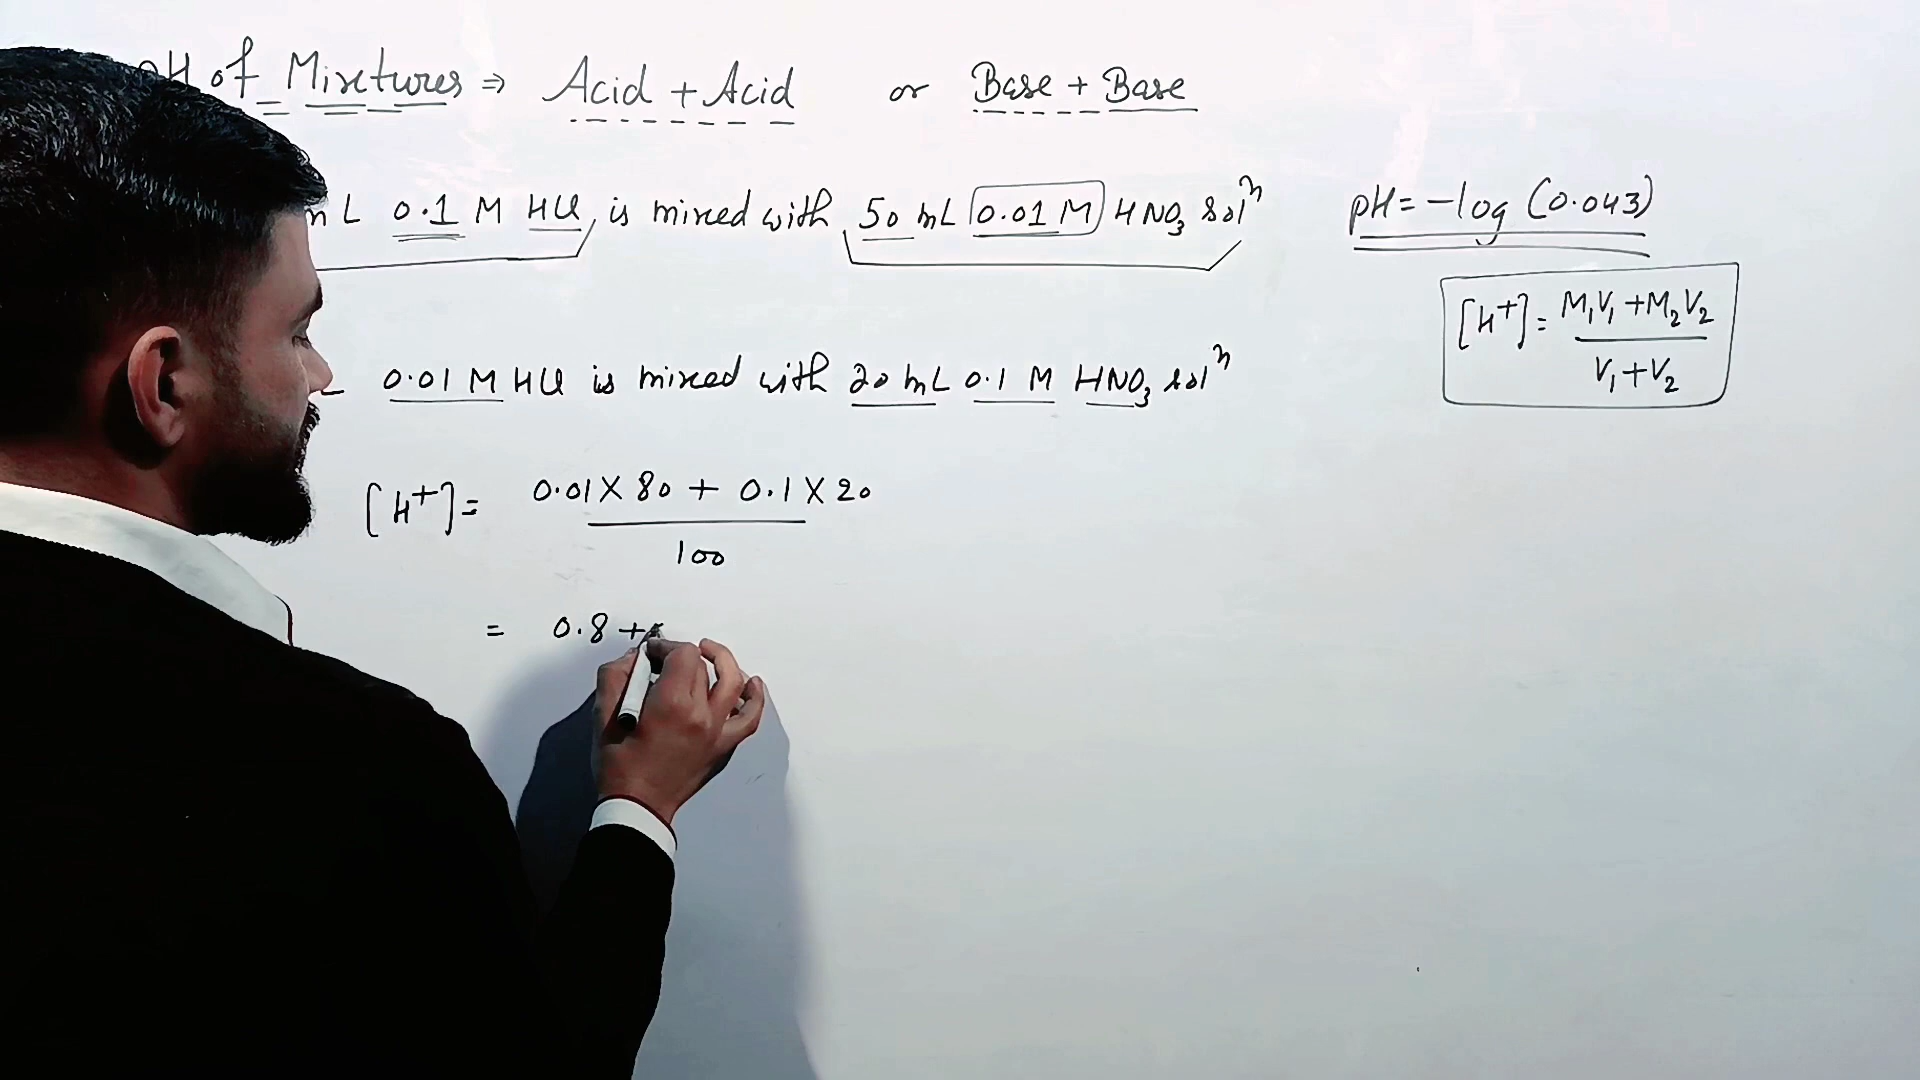 pH of Mixtures ⇒ Acid + Acid or Base + Base
mL 0.1 M HCl, is mixed with 50 mL 0.01 M HNO₃ solⁿ
pH = -log (0.043)
[H⁺] = M₁V₁ + M₂V₂
V₁ + V₂
0.01 M HCl is mixed with 20 mL 0.1 M HNO₃ solⁿ
[H⁺] = 0.01 X 80 + 0.1 X 20
100
= 0.8 +